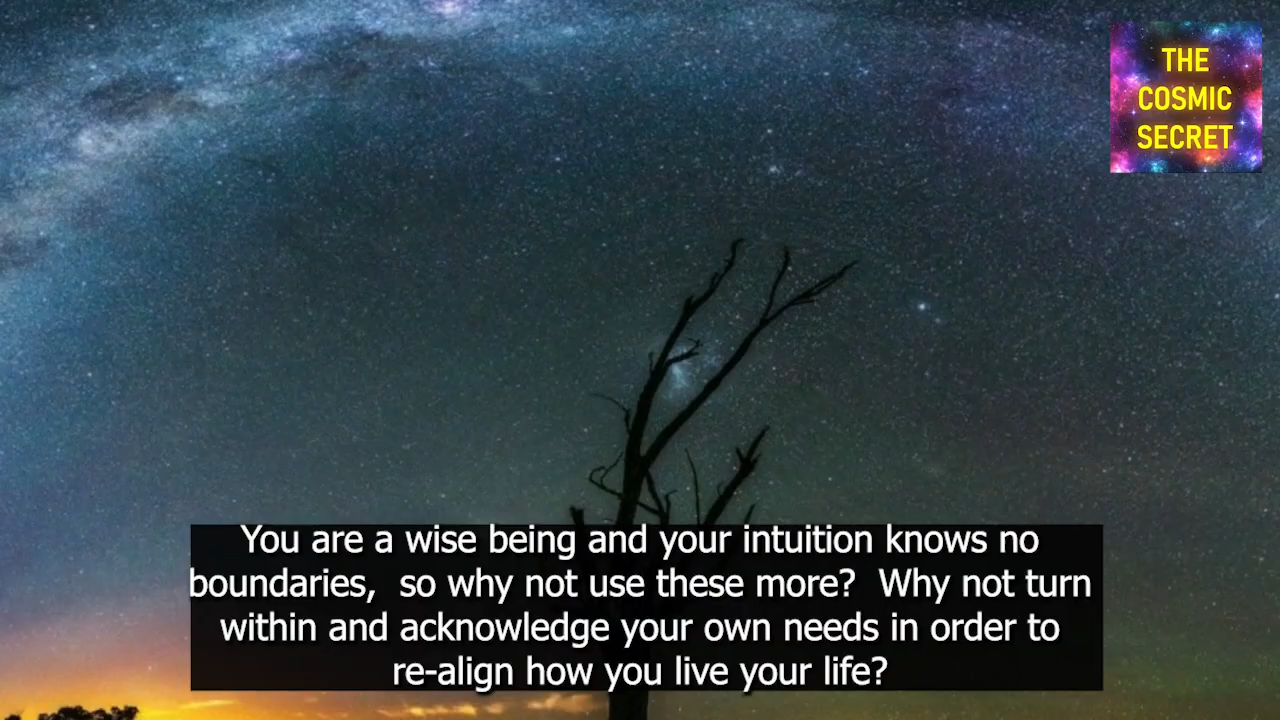 THE
COSMIC
SECRET
You are a wise being and your intuition knows no
boundaries,  so why not use these more?  Why not turn
within and acknowledge your own needs in order to
re-align how you live your life?